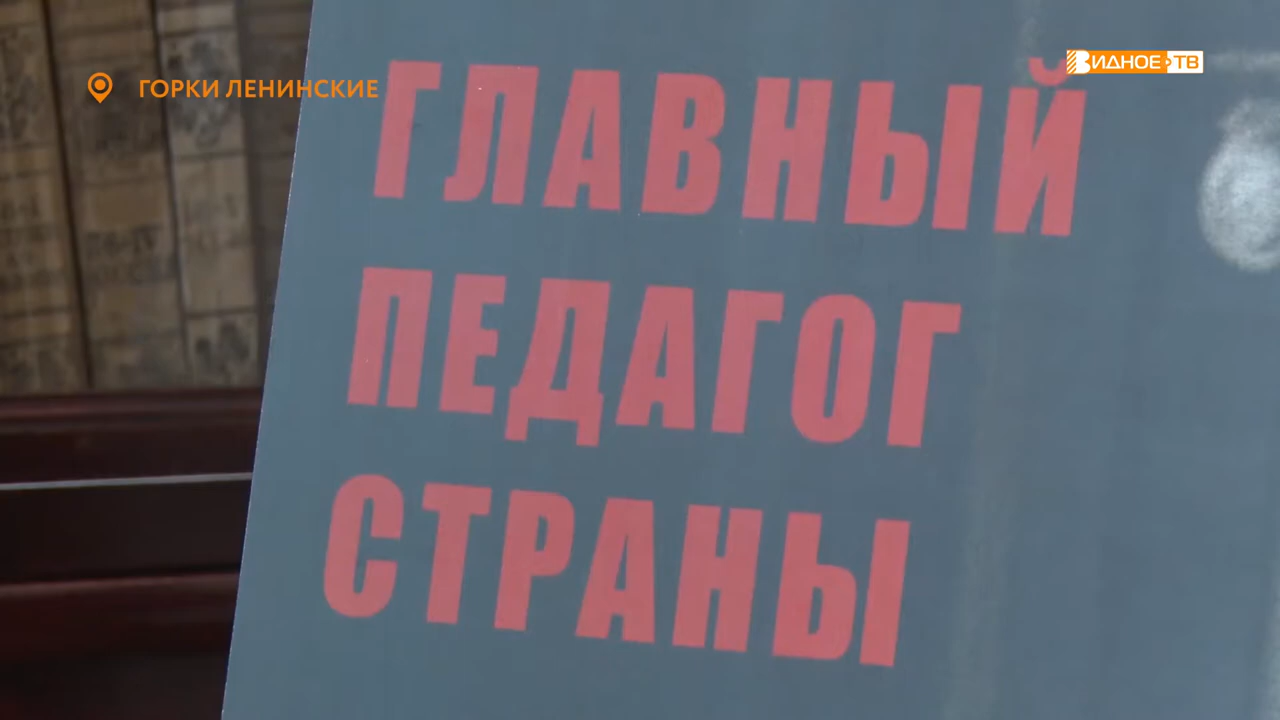 ГОРКИ ЛЕНИНСКИЕ
ВИДНОЕ ТВ
ГЛАВНЫЙ
ПЕДАГОГ
СТРАНЫ